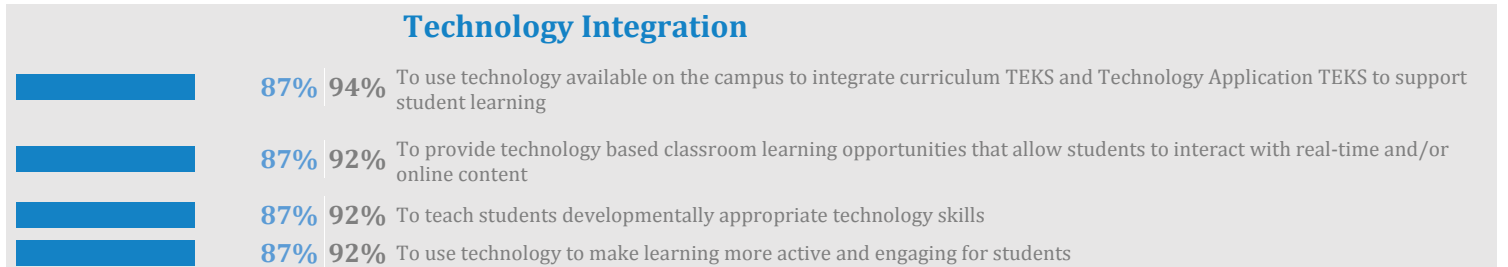 Technology Integration
87% 94% To use technology available on the campus to integrate curriculum TEKS and Technology Application TEKS to support
student learning
87% 92% To provide technology based classroom learning opportunities that allow students to interact with real-time and/or
online content
87% 92% To teach students developmentally appropriate technology skills
87% 92% To use technology to make learning more active and engaging for students